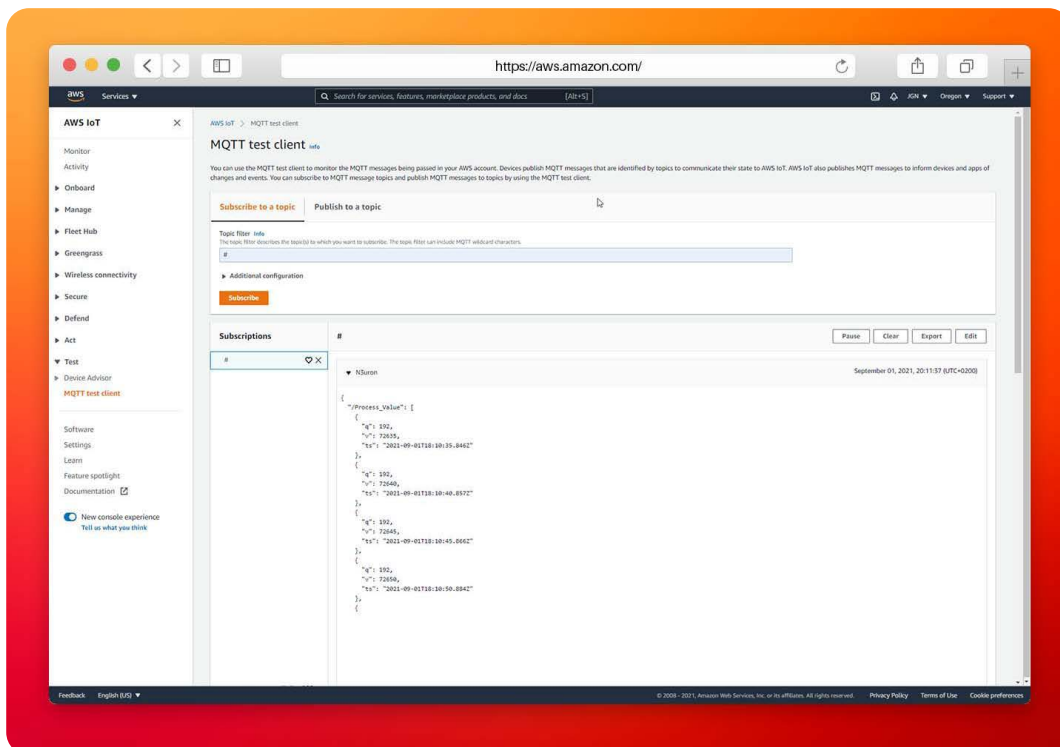 https://aws.amazon.com/
aws
Services ▼
Search for services, features, marketplace products, and docs
[Alt+S]
JGN ▼
Oregon ▼
Support ▼
AWS IoT
Monitor
Activity
Onboard
Manage
Fleet Hub
Greengrass
Wireless connectivity
Secure
Defend
Act
Test
Device Advisor
MQTT test client
Software
Settings
Learn
Feature spotlight
Documentation
New console experience
Tell us what you think
AWS IoT > MQTT test client
MQTT test client Info
You can use the MQTT test client to monitor the MQTT messages being passed in your AWS account. Devices publish MQTT messages that are identified by topics to communicate their state to AWS IoT. AWS IoT also publishes MQTT messages to inform devices and apps of
changes and events. You can subscribe to MQTT message topics and publish MQTT messages to topics by using the MQTT test client.
Subscribe to a topic
Publish to a topic
Topic filter Info
The topic filter describes the topic(s) to which you want to subscribe. The topic filter can include MQTT wildcard characters.
#
Additional configuration
Subscribe
Subscriptions
#
#
Pause
Clear
Export
Edit
N3uron
September 01, 2021, 20:11:37 (UTC+0200)
{
"/Process_Value": [
{
"q": 192,
"v": 72635,
"ts": "2021-09-01T18:10:35.846Z"
},
{
"q": 192,
"v": 72640,
"ts": "2021-09-01T18:10:40.857Z"
},
{
"q": 192,
"v": 72645,
"ts": "2021-09-01T18:10:45.866Z"
},
{
"q": 192,
"v": 72650,
"ts": "2021-09-01T18:10:50.884Z"
},
{
Feedback
English (US) ▼
© 2008 - 2021, Amazon Web Services, Inc. or its affiliates. All rights reserved.
Privacy Policy
Terms of Use
Cookie preferences